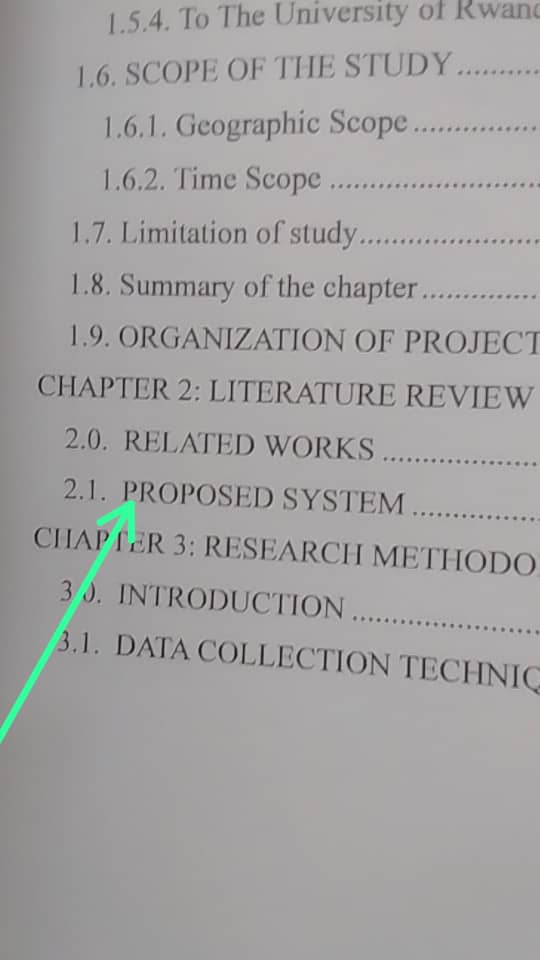 1.5.4. To The University of
1.6. SCOPE OF THE STUDY ..........
1.6.1. Geographic Scope ...............
1.6.2. Time Scope .........................
1.7. Limitation of study......................
1.8. Summary of the chapter..............
1.9. ORGANIZATION OF PROJECT
CHAPTER 2: LITERATURE REVIEW
2.0. RELATED WORKS ...................
2.1. PROPOSED SYSTEM ................
CHAPTER 3: RESEARCH
3.0. INTRODUCTION ........................
3.1. DATA COLLECTION